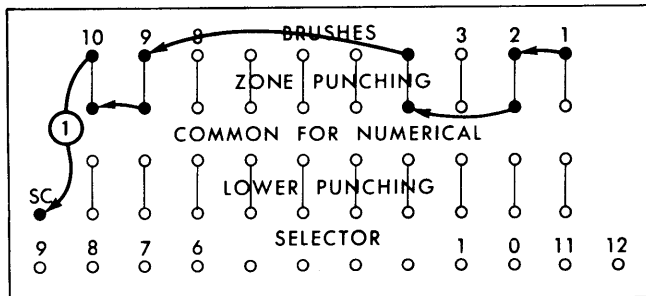 BRUSHES
10 9 8 3 2 1
ZONE PUNCHING
1
COMMON FOR NUMERICAL
LOWER PUNCHING
SC
SELECTOR
9 8 7 6 1 0 11 12